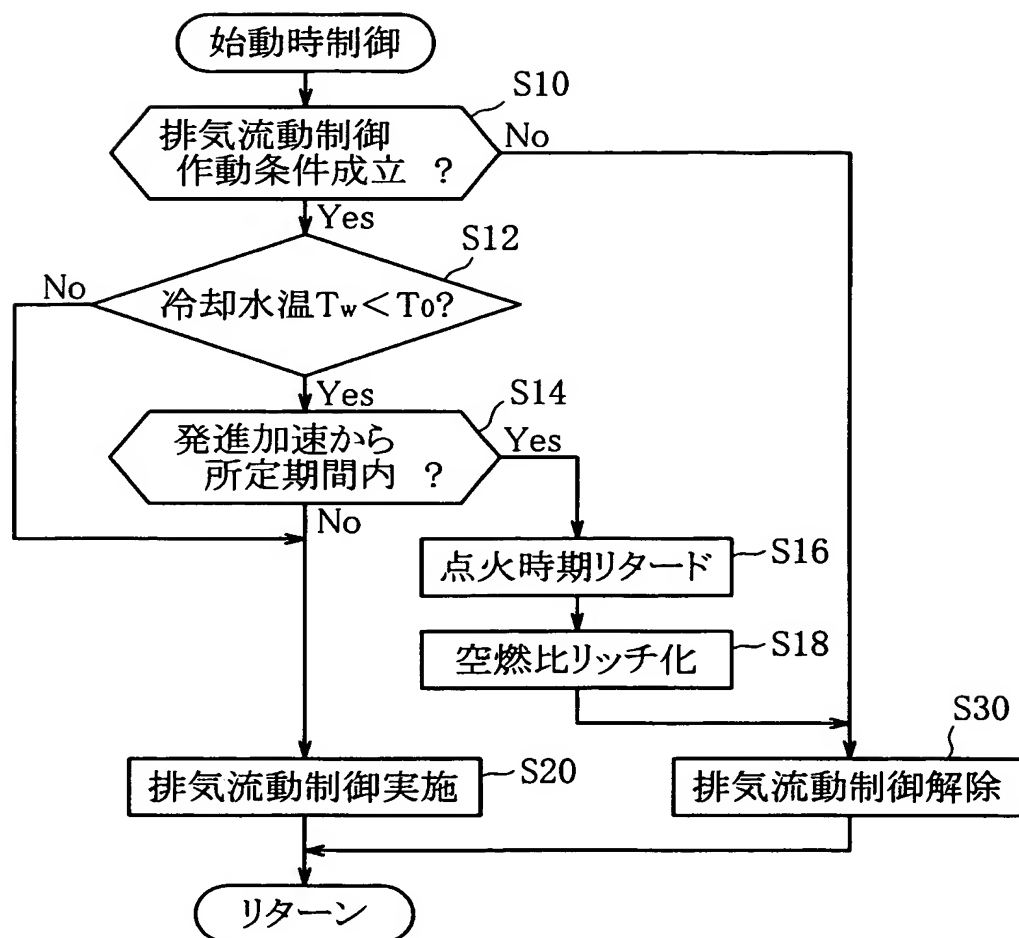 始動時制御
S10
排気流動制御
作動条件成立 ?
No
Yes
S12
No
冷却水温Tw<T0?
Yes
S14
発進加速から
所定期間内 ?
Yes
No
点火時期リタード
S16
空燃比リッチ化
S18
S30
排気流動制御実施
S20
排気流動制御解除
リターン